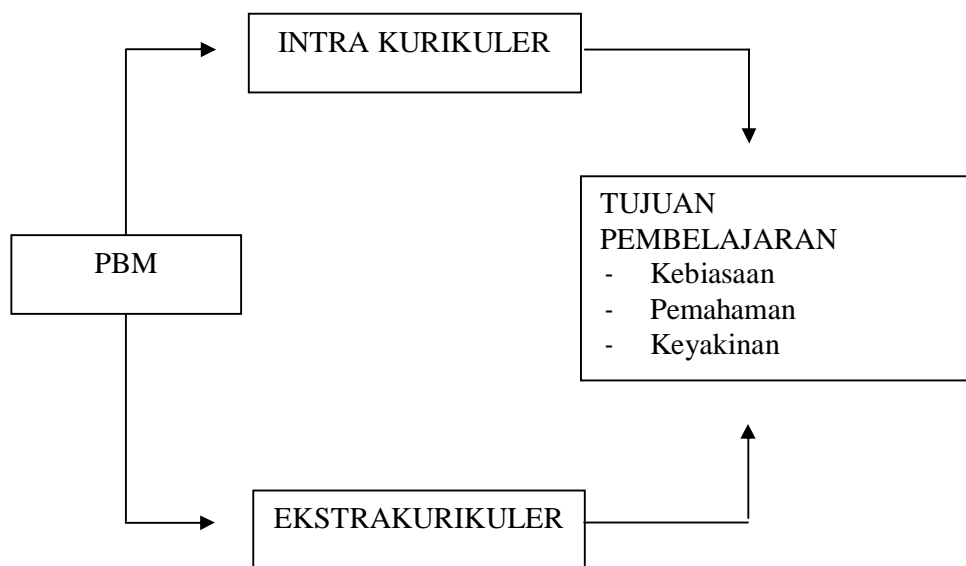 INTRA KURIKULER
PBM
TUJUAN
PEMBELAJARAN
- Kebiasaan
- Pemahaman
- Keyakinan
EKSTRAKURIKULER